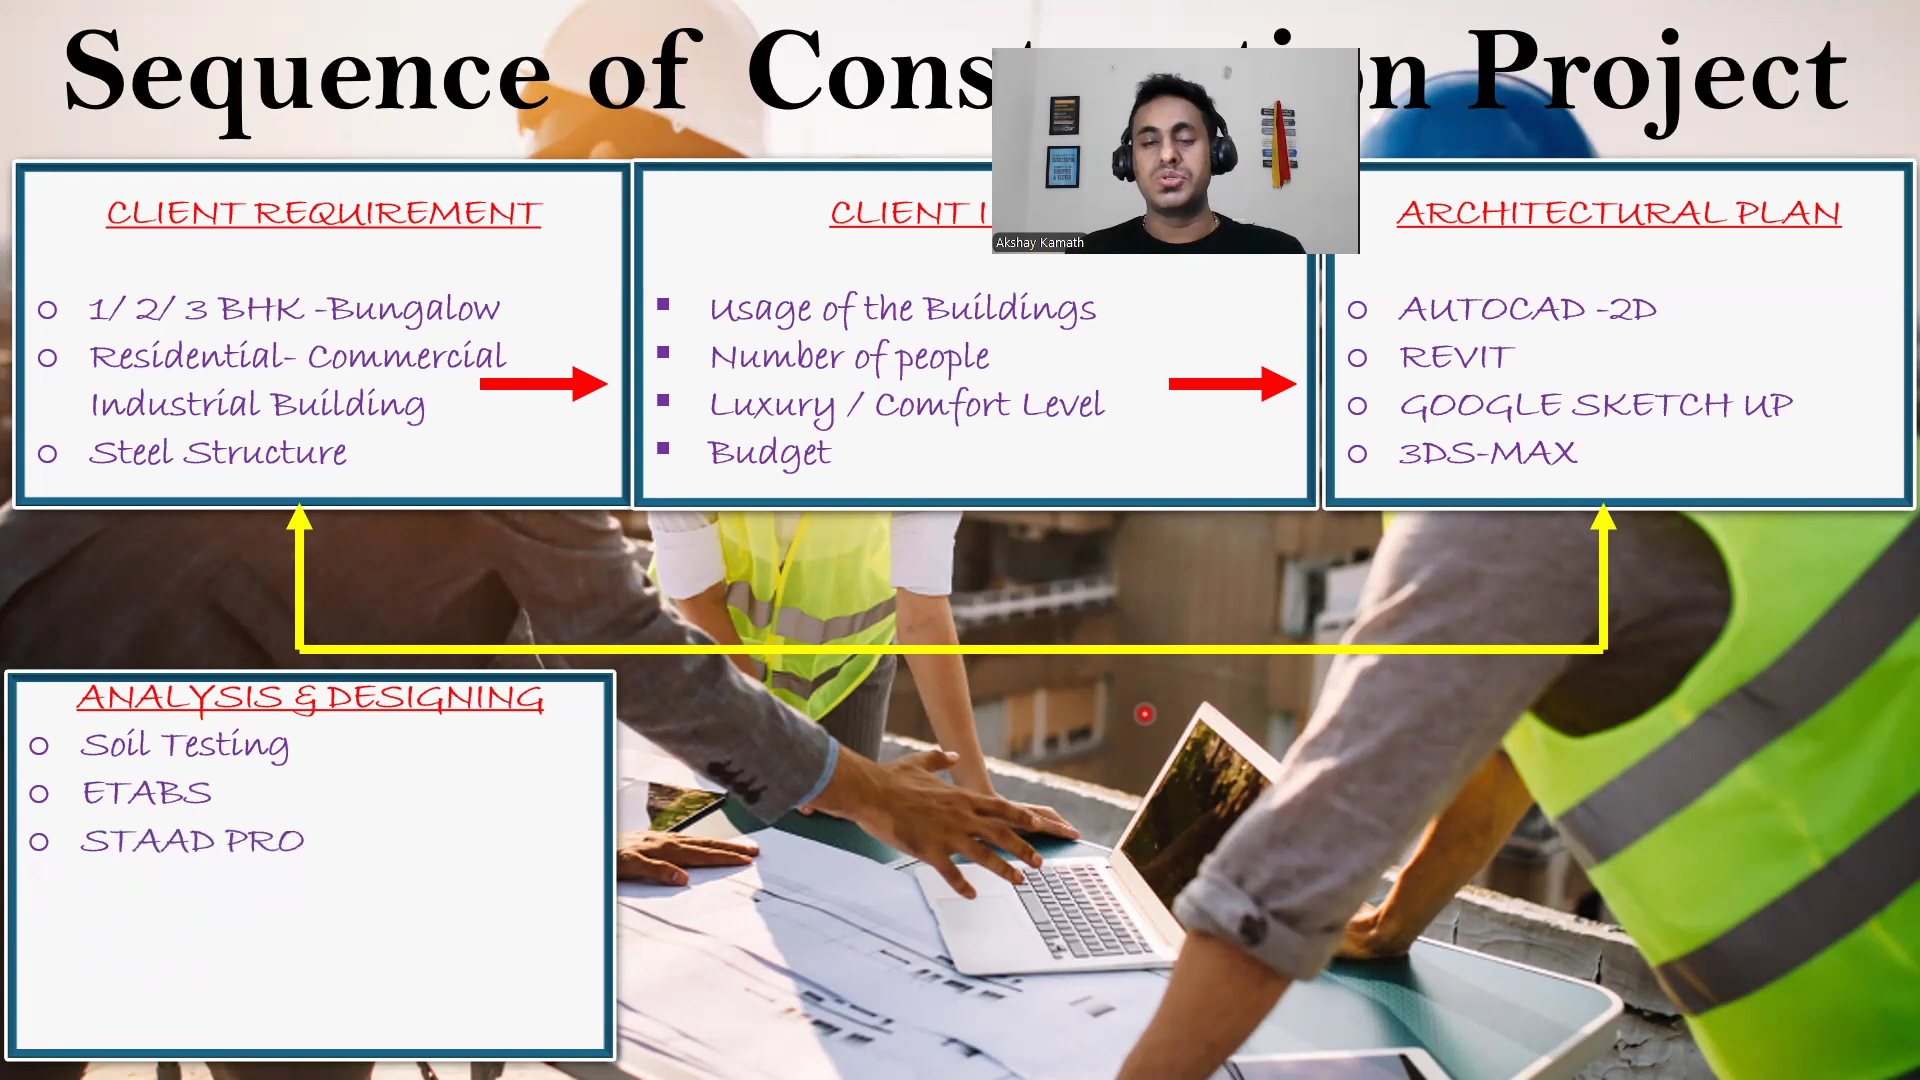 Sequence of Cons on Project
CLIENT REQUIREMENT
1/ 2/ 3 BHK -Bungalow
Residential- Commercial
Industrial Building
Steel Structure
CLIENT
Usage of the Buildings
Number of people
Luxury / Comfort Level
Budget
Akshay Kamath
ARCHITECTURAL PLAN
AUTOCAD -2D
REVIT
GOOGLE SKETCH UP
3DS-MAX
ANALYSIS & DESIGNING
Soil Testing
ETABS
STAAD PRO